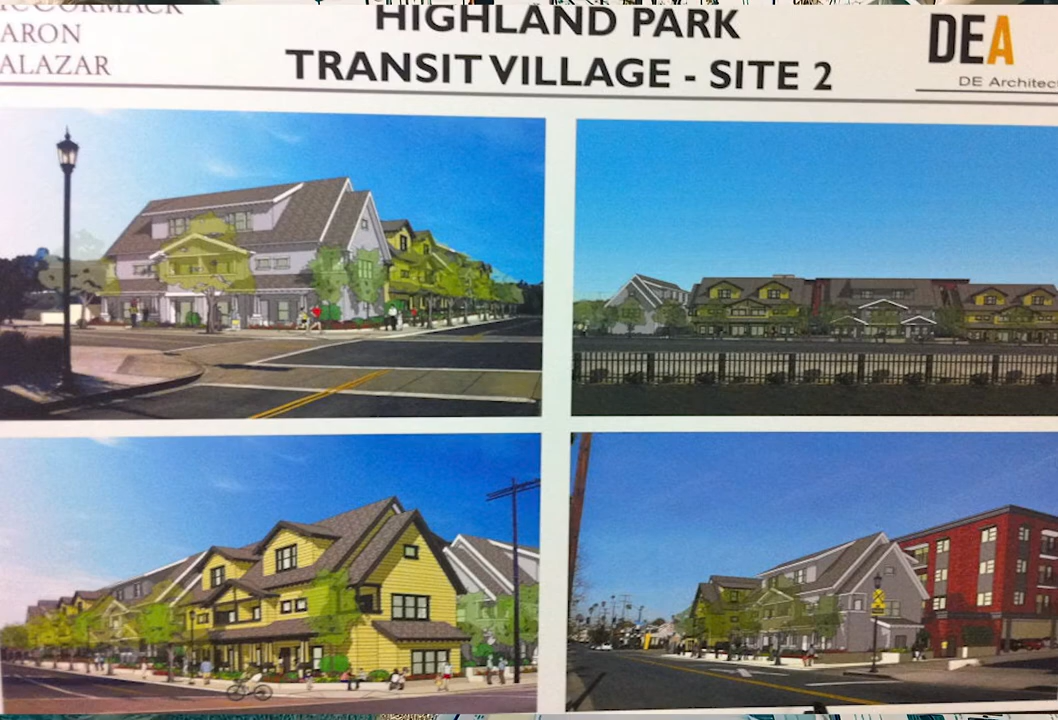 ARON
ALAZAR
HIGHLAND PARK
TRANSIT VILLAGE - SITE 2
DEA
DE Architect